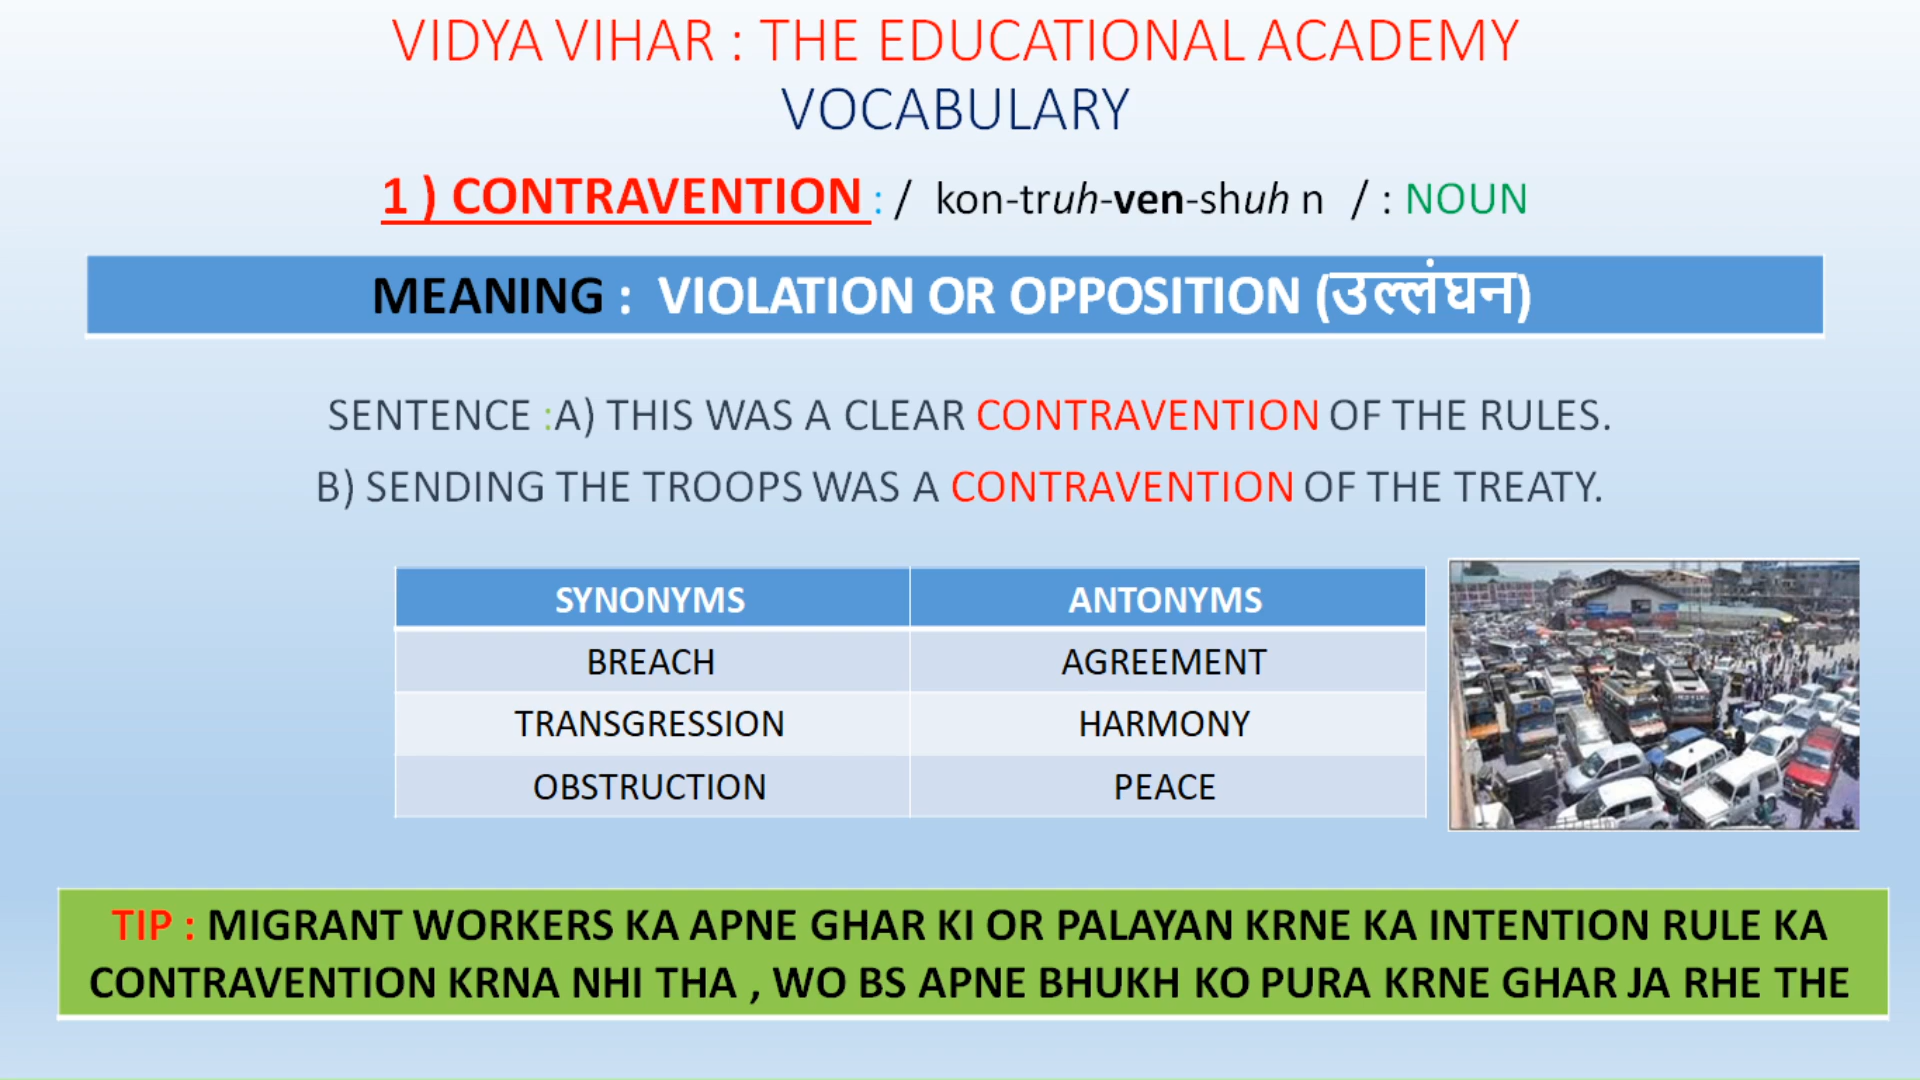 VIDYA VIHAR : THE EDUCATIONAL ACADEMY
VOCABULARY
1 ) CONTRAVENTION : / kon-truh-ven-shuh n / : NOUN
MEANING : VIOLATION OR OPPOSITION (उल्लंघन)
SENTENCE :A) THIS WAS A CLEAR CONTRAVENTION OF THE RULES.
B) SENDING THE TROOPS WAS A CONTRAVENTION OF THE TREATY.
SYNONYMS ANTONYMS
BREACH AGREEMENT
TRANSGRESSION HARMONY
OBSTRUCTION PEACE
TIP : MIGRANT WORKERS KA APNE GHAR KI OR PALAYAN KRNE KA INTENTION RULE KA
CONTRAVENTION KRNA NHI THA , WO BS APNE BHUKH KO PURA KRNE GHAR JA RHE THE